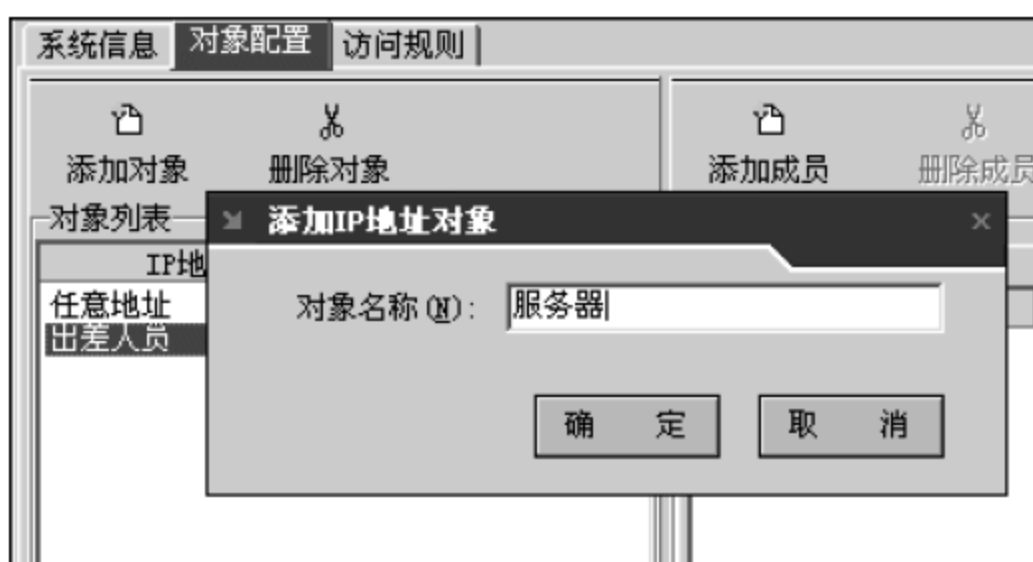 系统信息 对象配置 访问规则
添加对象 删除对象 添加成员 删除成员
对象列表
添加IP地址对象
IP地
任意地址
出差人员
对象名称(N): 服务器
确 定 取 消